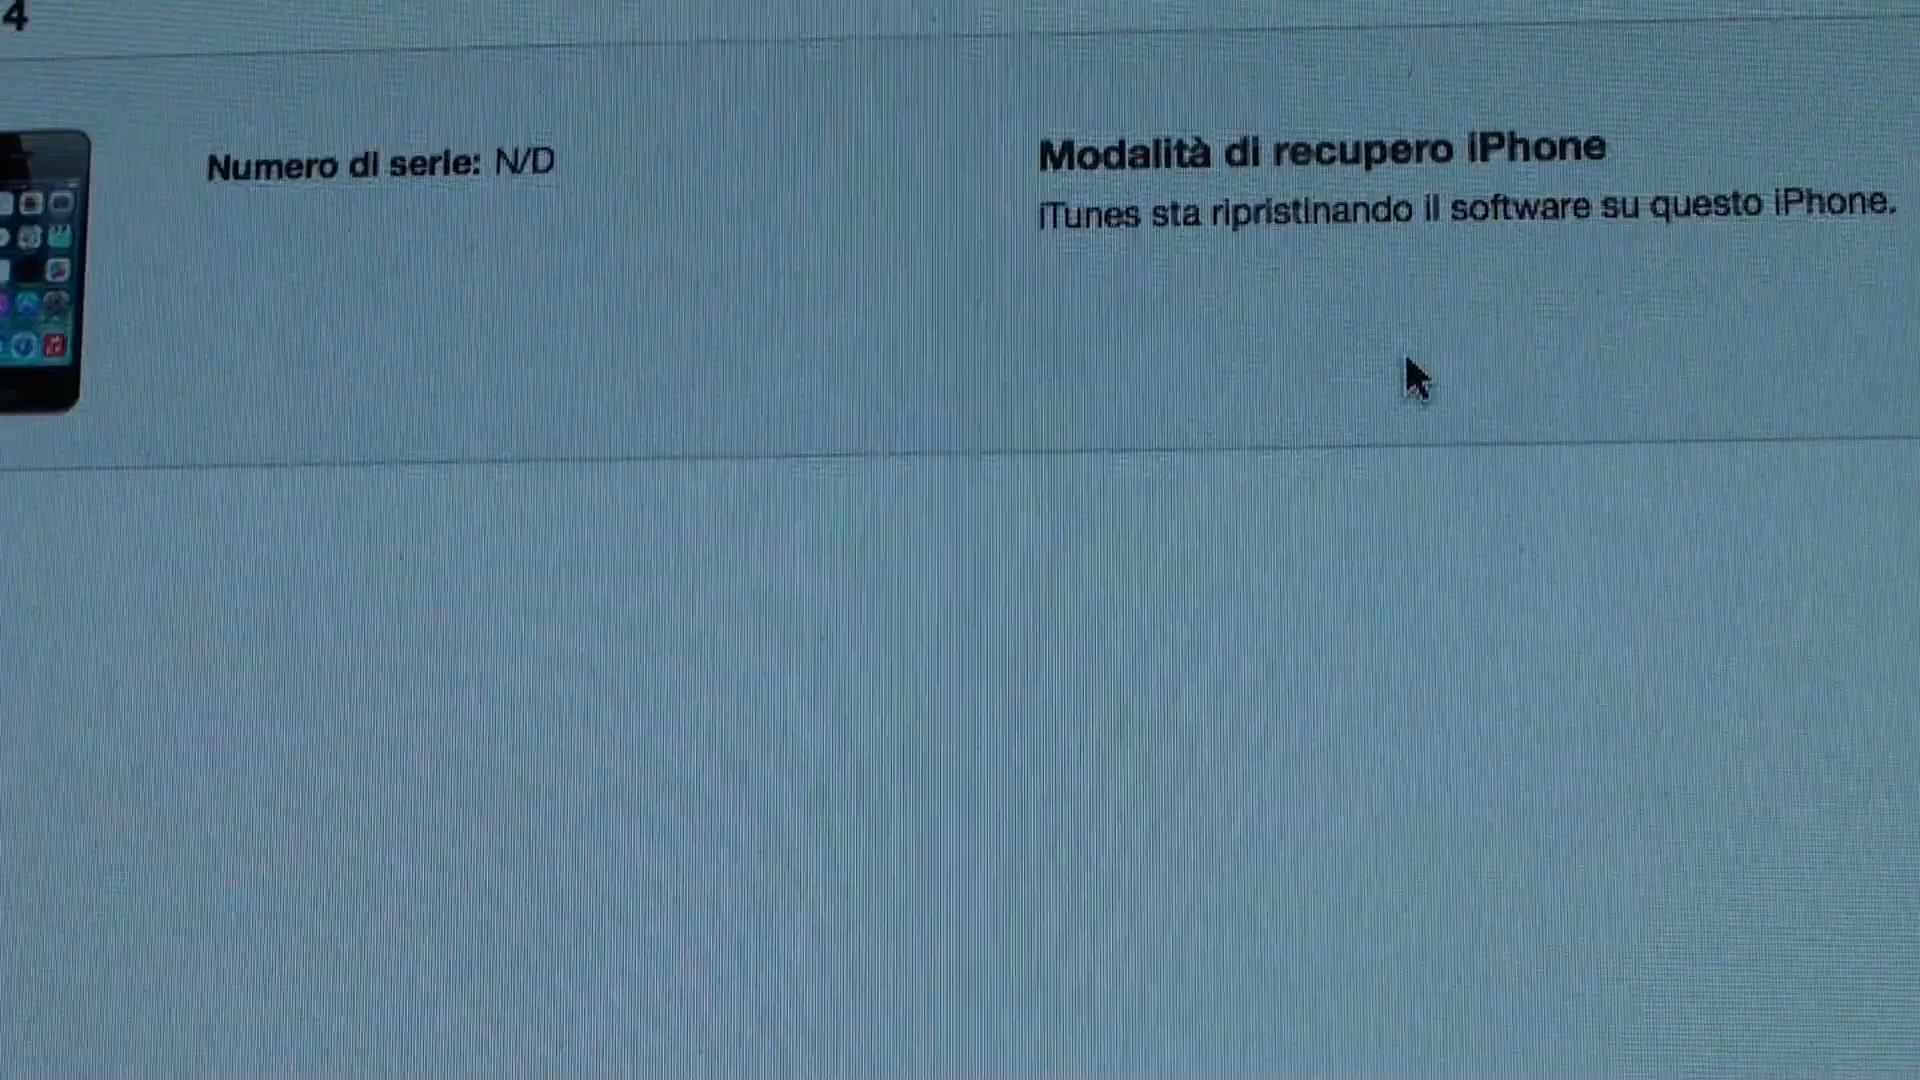 4
Numero di serie: N/D
Modalità di recupero iPhone
iTunes sta ripristinando il software su questo iPhone.